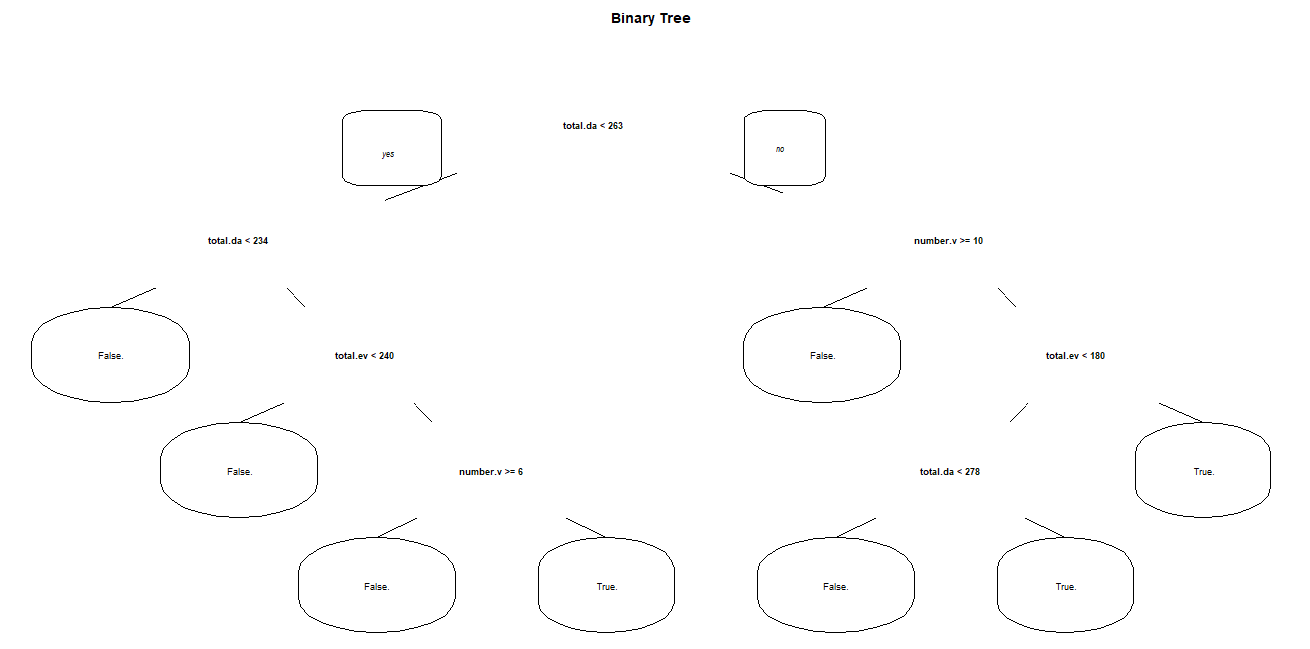 Binary Tree
total.da < 263
yes
no
total.da < 234
number.v >= 10
False.
total.ev < 240
False.
total.ev < 180
False.
number.v >= 6
total.da < 278
True.
False.
True.
False.
True.